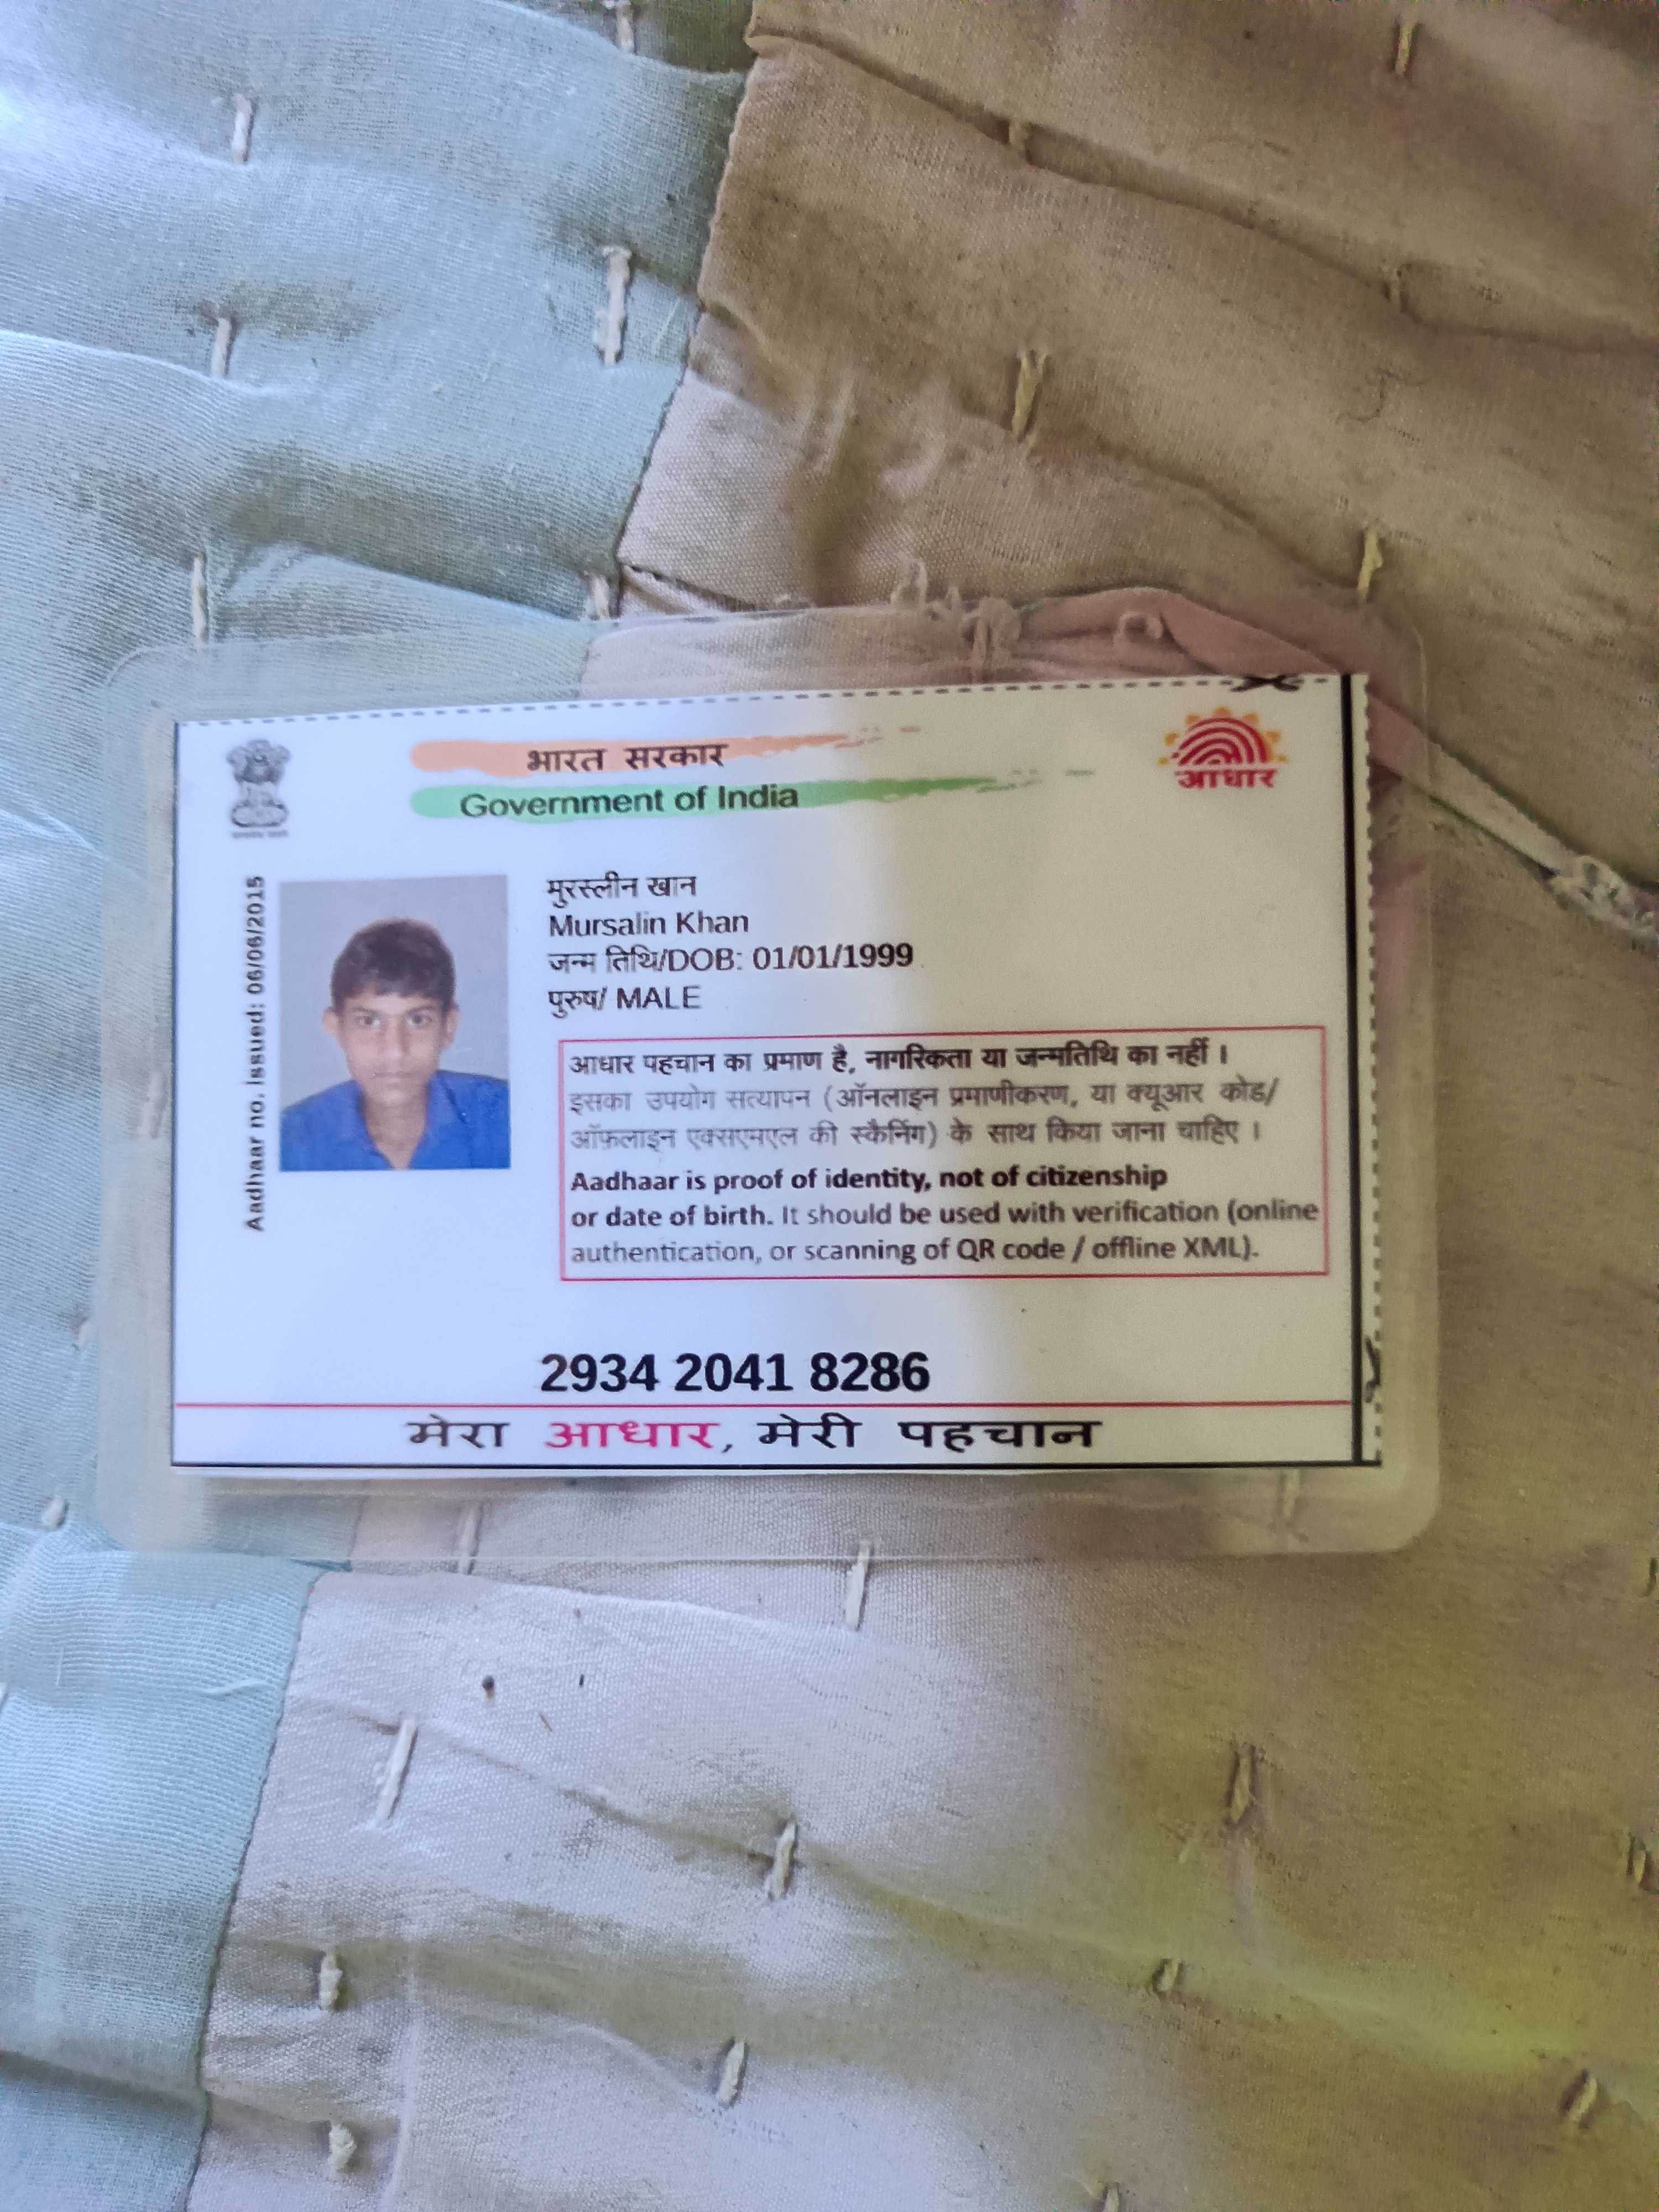 भारत सरकार
Government of India
आधार
Aadhaar no. issued: 06/06/2015
मुरस्लीन खान
Mursalin Khan
जन्म तिथि/DOB: 01/01/1999
पुरुष/ MALE
आधार पहचान का प्रमाण है, नागरिकता या जन्मतिथि का नहीं ।
इसका उपयोग सत्यापन (ऑनलाइन प्रमाणीकरण, या क्यूआर कोड/
ऑफ़लाइन एक्सएमएल की स्कैनिंग) के साथ किया जाना चाहिए ।
Aadhaar is proof of identity, not of citizenship
or date of birth. It should be used with verification (online
authentication, or scanning of QR code / offline XML).
2934 2041 8286
मेरा आधार, मेरी पहचान